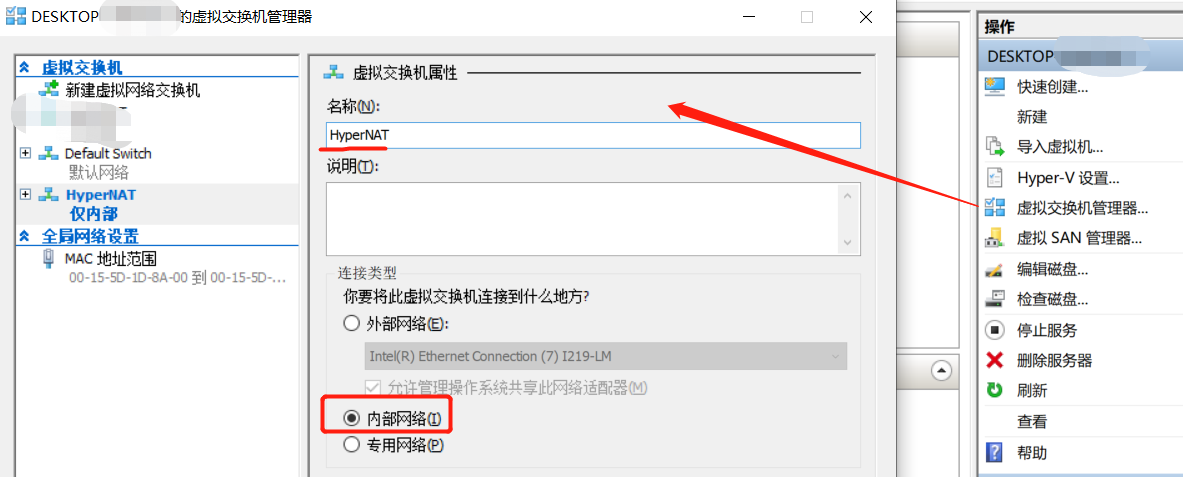 DESKTOP
的虚拟交换机管理器
虚拟交换机
新建虚拟网络交换机
Default Switch
默认网络
HyperNAT
仅内部
全局网络设置
MAC 地址范围
00-15-5D-1D-8A-00 到 00-15-5D-...
虚拟交换机属性
名称(N):
HyperNAT
说明(T):
连接类型
你要将此虚拟交换机连接到什么地方?
外部网络(E):
Intel(R) Ethernet Connection (7) I219-LM
允许管理操作系统共享此网络适配器(M)
内部网络(I)
专用网络(P)
操作
DESKTOP
快速创建...
新建
导入虚拟机...
Hyper-V 设置...
虚拟交换机管理器...
虚拟 SAN 管理器...
编辑磁盘...
检查磁盘...
停止服务
删除服务器
刷新
查看
帮助